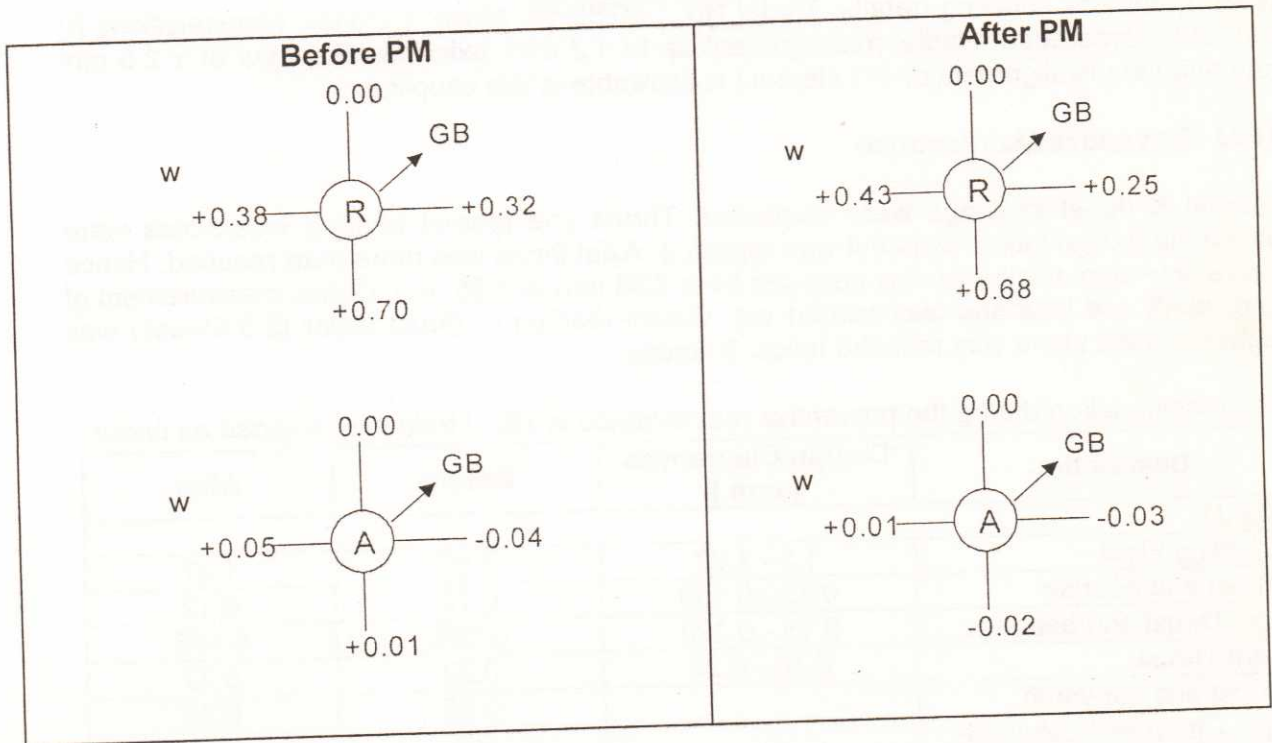 Before PM
0.00
GB
w
+0.38 R +0.32
+0.70
0.00
GB
w
+0.05 A -0.04
+0.01
After PM
0.00
GB
w
+0.43 R +0.25
+0.68
0.00
GB
w
+0.01 A -0.03
-0.02